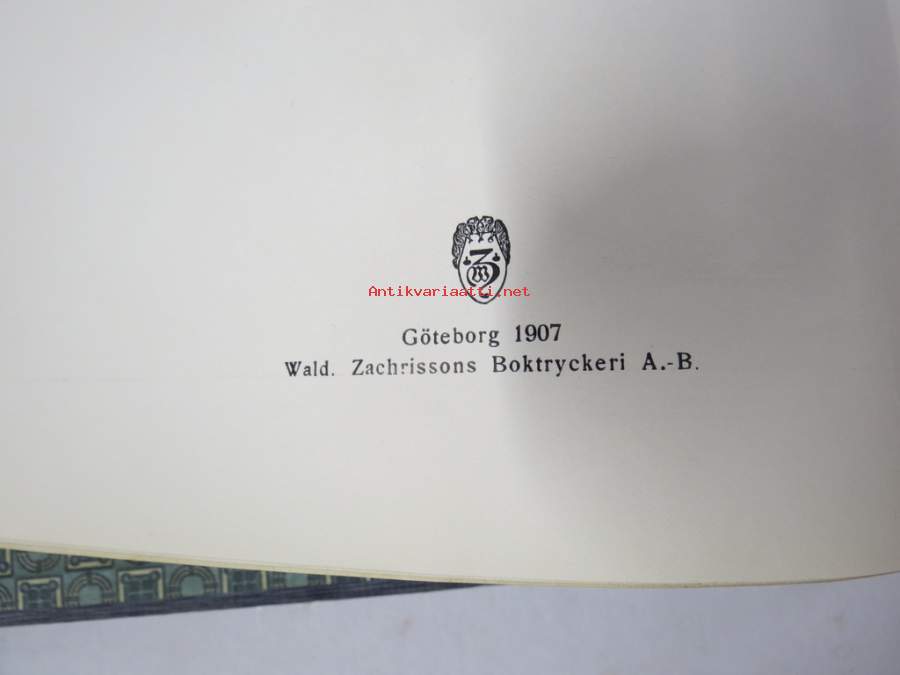 Antikvariaatti.net
Göteborg 1907
Wald. Zachrissons Boktryckeri A.-B.